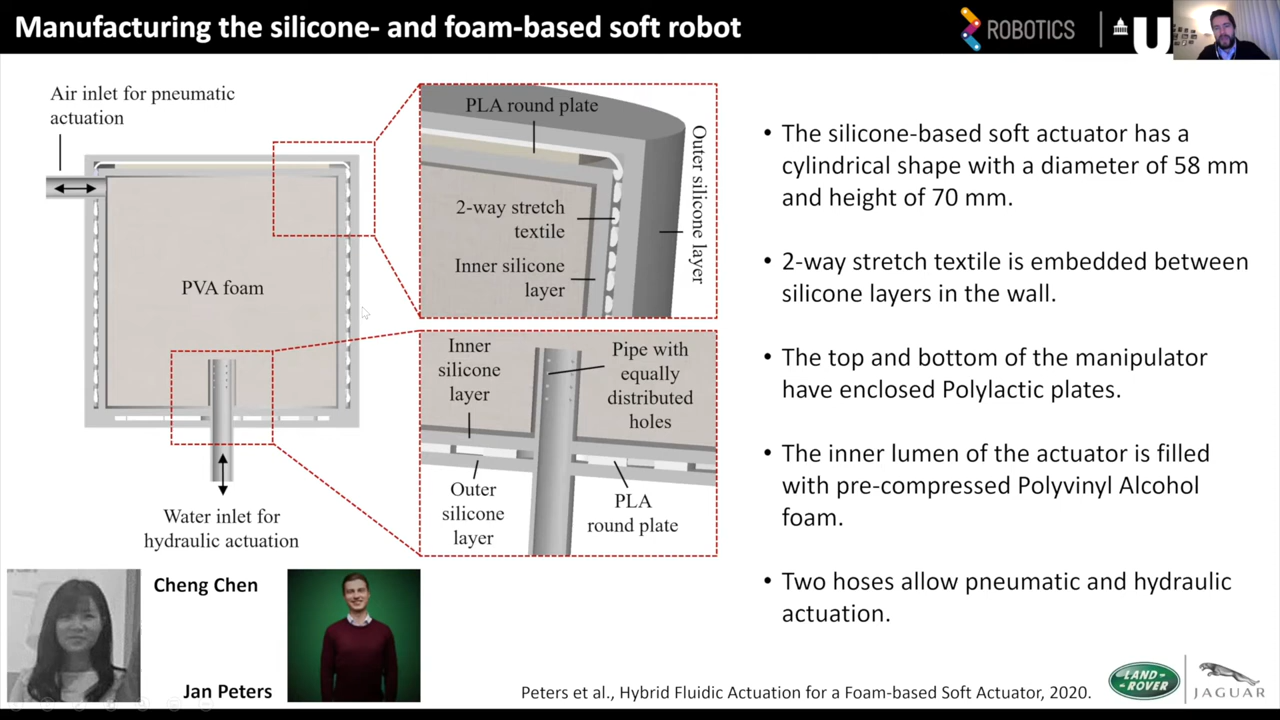 Manufacturing the silicone- and foam-based soft robot
ROBOTICS
U
Air inlet for pneumatic
actuation
PVA foam
Water inlet for
hydraulic actuation
PLA round plate
2-way stretch
textile
Inner silicone
layer
Outer silicone layer
Inner
silicone
layer
Pipe with
equally
distributed
holes
Outer
silicone
layer
PLA
round plate
• The silicone-based soft actuator has a
cylindrical shape with a diameter of 58 mm
and height of 70 mm.
• 2-way stretch textile is embedded between
silicone layers in the wall.
• The top and bottom of the manipulator
have enclosed Polylactic plates.
• The inner lumen of the actuator is filled
with pre-compressed Polyvinyl Alcohol
foam.
• Two hoses allow pneumatic and hydraulic
actuation.
Cheng Chen
Jan Peters
Peters et al., Hybrid Fluidic Actuation for a Foam-based Soft Actuator, 2020.
LAND-
ROVER
JAGUAR